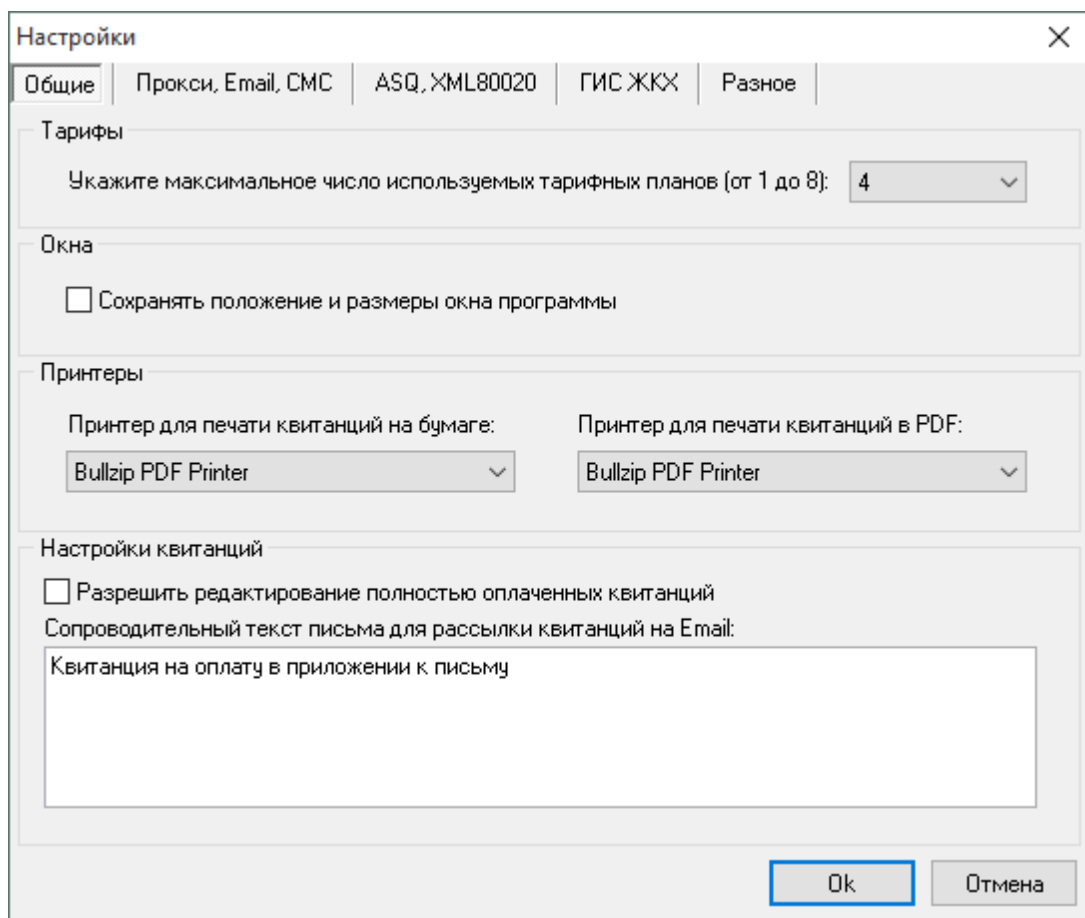 Настройки
Общие Прокси, Email, СМС ASQ, XML80020 ГИС ЖКХ Разное
Тарифы
Укажите максимальное число используемых тарифных планов (от 1 до 8): 4
Окна
Сохранять положение и размеры окна программы
Принтеры
Принтер для печати квитанций на бумаге: Принтер для печати квитанций в PDF:
Bullzip PDF Printer Bullzip PDF Printer
Настройки квитанций
Разрешить редактирование полностью оплаченных квитанций
Сопроводительный текст письма для рассылки квитанций на Email:
Квитанция на оплату в приложении к письму
Ok Отмена